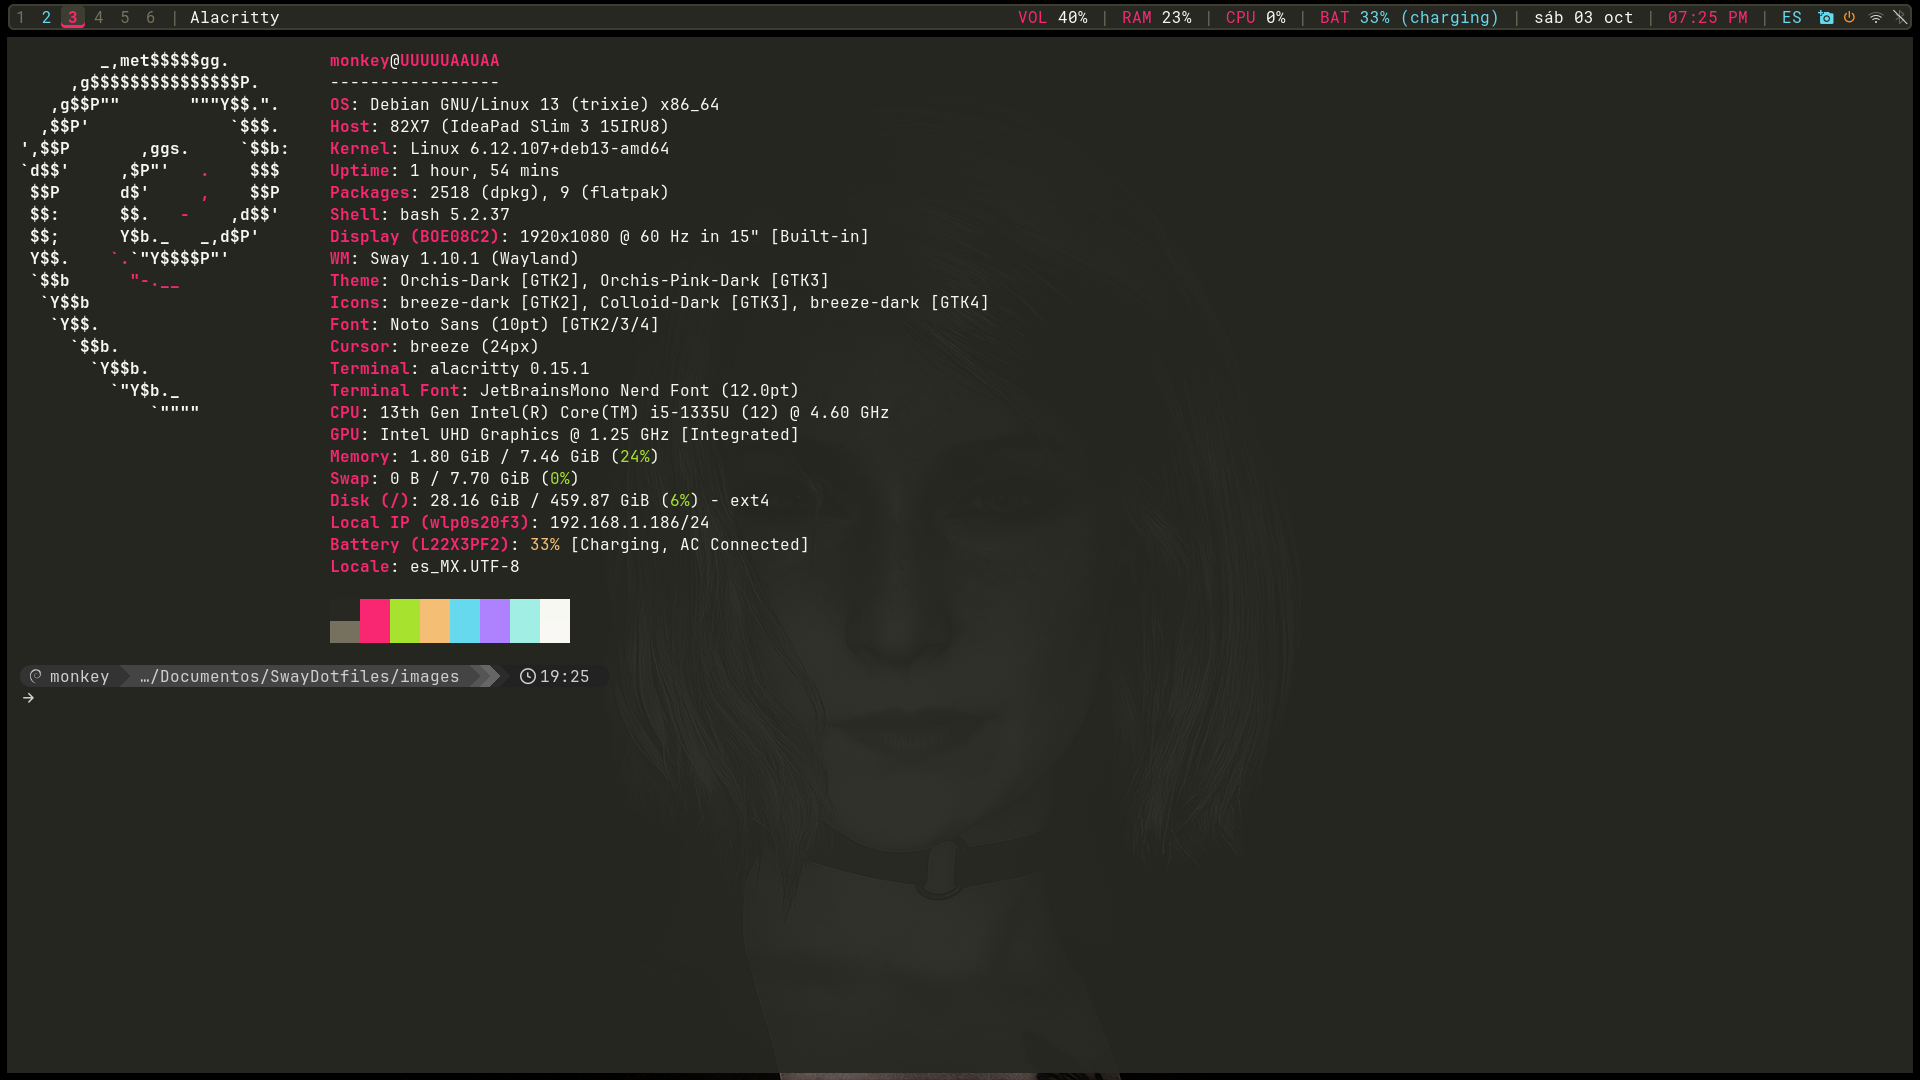 1 2 3 4 5 6 | Alacritty VOL 40% | RAM 23% | CPU 0% | BAT 33% (charging) | sáb 03 oct | 07:25 PM | ES
         _,met$$$$$gg.          monkey@UUUUUAAUAA
     ,g$$$$$$$$$$$$$$$P.       -----------------
   ,g$$P""       """Y$$.".     OS: Debian GNU/Linux 13 (trixie) x86_64
  ,$$P'              `$$$.     Host: 82X7 (IdeaPad Slim 3 15IRU8)
',$$P       ,ggs.     `$$b:    Kernel: Linux 6.12.107+deb13-amd64
`d$$'     ,$P"'   .    $$$     Uptime: 1 hour, 54 mins
 $$P      d$'     ,    $$P     Packages: 2518 (dpkg), 9 (flatpak)
 $$:      $$.   -    ,d$$'     Shell: bash 5.2.37
 $$;      Y$b._   _,d$P'       Display (BOE08C2): 1920x1080 @ 60 Hz in 15" [Built-in]
 Y$$.    `.`"Y$$$$P"'          WM: Sway 1.10.1 (Wayland)
 `$$b      "-.__               Theme: Orchis-Dark [GTK2], Orchis-Pink-Dark [GTK3]
  `Y$$b                        Icons: breeze-dark [GTK2], Colloid-Dark [GTK3], breeze-dark [GTK4]
   `Y$$.                       Font: Noto Sans (10pt) [GTK2/3/4]
     `$$b.                     Cursor: breeze (24px)
       `Y$$b.                  Terminal: alacritty 0.15.1
         `"Y$b._               Terminal Font: JetBrainsMono Nerd Font (12.0pt)
             `""""             CPU: 13th Gen Intel(R) Core(TM) i5-1335U (12) @ 4.60 GHz
GPU: Intel UHD Graphics @ 1.25 GHz [Integrated]
Memory: 1.80 GiB / 7.46 GiB (24%)
Swap: 0 B / 7.70 GiB (0%)
Disk (/): 28.16 GiB / 459.87 GiB (6%) - ext4
Local IP (wlp0s20f3): 192.168.1.186/24
Battery (L22X3PF2): 33% [Charging, AC Connected]
Locale: es_MX.UTF-8
monkey …/Documentos/SwayDotfiles/images 19:25
→